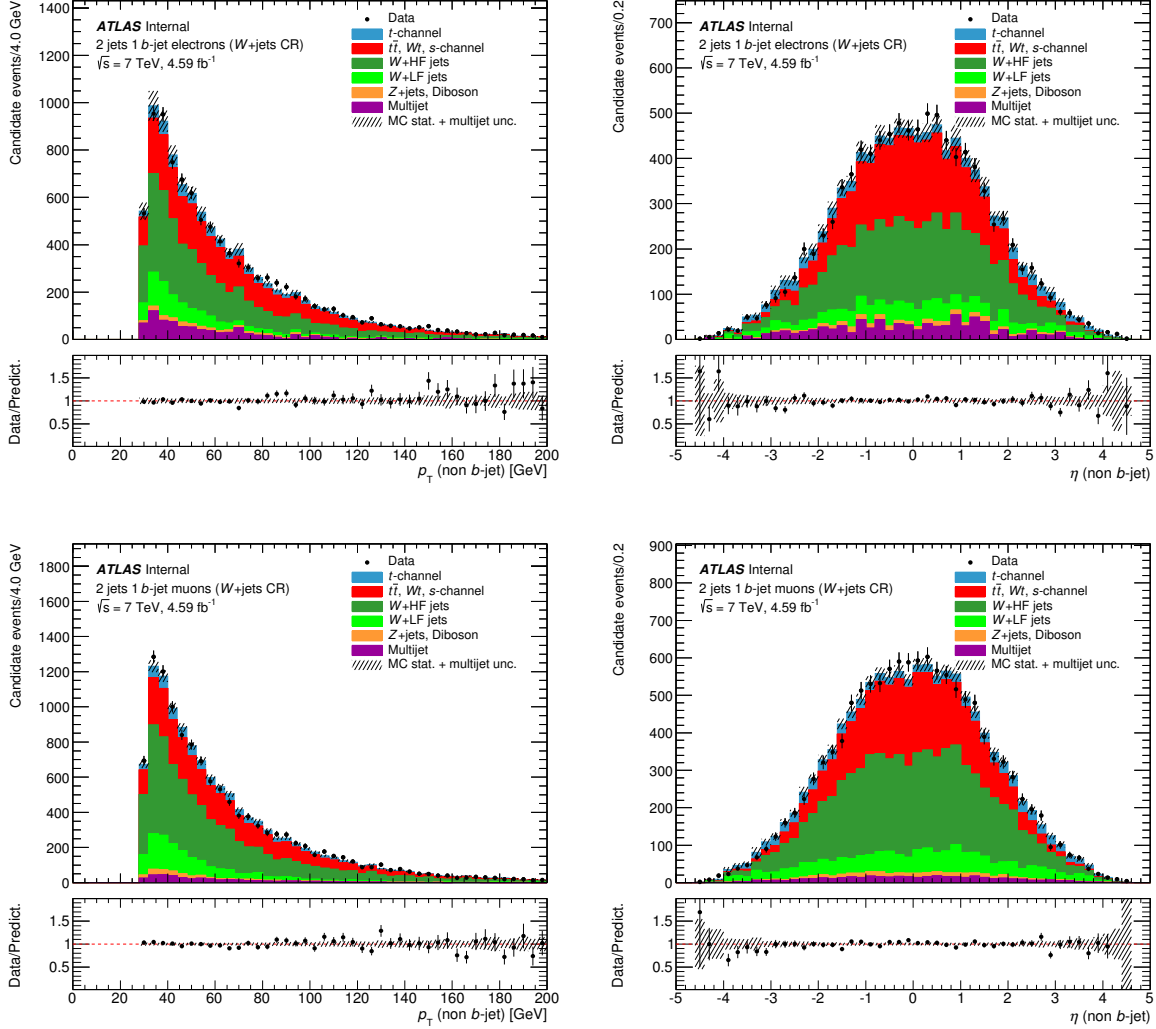 Candidate events/4.0 GeV
1400
1200
1000
800
600
400
200
0
ATLAS Internal
2 jets 1 b-jet electrons (W+jets CR)
√s = 7 TeV, 4.59 fb⁻¹
Data
t-channel
tt̄, Wt, s-channel
W+HF jets
W+LF jets
Z+jets, Diboson
Multijet
MC stat. + multijet unc.
Data/Predict.
1.5
1
0.5
0 20 40 60 80 100 120 140 160 180 200
p_T (non b-jet) [GeV]
Candidate events/0.2
700
600
500
400
300
200
100
0
ATLAS Internal
2 jets 1 b-jet electrons (W+jets CR)
√s = 7 TeV, 4.59 fb⁻¹
Data
t-channel
tt̄, Wt, s-channel
W+HF jets
W+LF jets
Z+jets, Diboson
Multijet
MC stat. + multijet unc.
Data/Predict.
1.5
1
0.5
-5 -4 -3 -2 -1 0 1 2 3 4 5
η (non b-jet)
Candidate events/4.0 GeV
1800
1600
1400
1200
1000
800
600
400
200
0
ATLAS Internal
2 jets 1 b-jet muons (W+jets CR)
√s = 7 TeV, 4.59 fb⁻¹
Data
t-channel
tt̄, Wt, s-channel
W+HF jets
W+LF jets
Z+jets, Diboson
Multijet
MC stat. + multijet unc.
Data/Predict.
1.5
1
0.5
0 20 40 60 80 100 120 140 160 180 200
p_T (non b-jet) [GeV]
Candidate events/0.2
900
800
700
600
500
400
300
200
100
0
ATLAS Internal
2 jets 1 b-jet muons (W+jets CR)
√s = 7 TeV, 4.59 fb⁻¹
Data
t-channel
tt̄, Wt, s-channel
W+HF jets
W+LF jets
Z+jets, Diboson
Multijet
MC stat. + multijet unc.
Data/Predict.
1.5
1
0.5
-5 -4 -3 -2 -1 0 1 2 3 4 5
η (non b-jet)